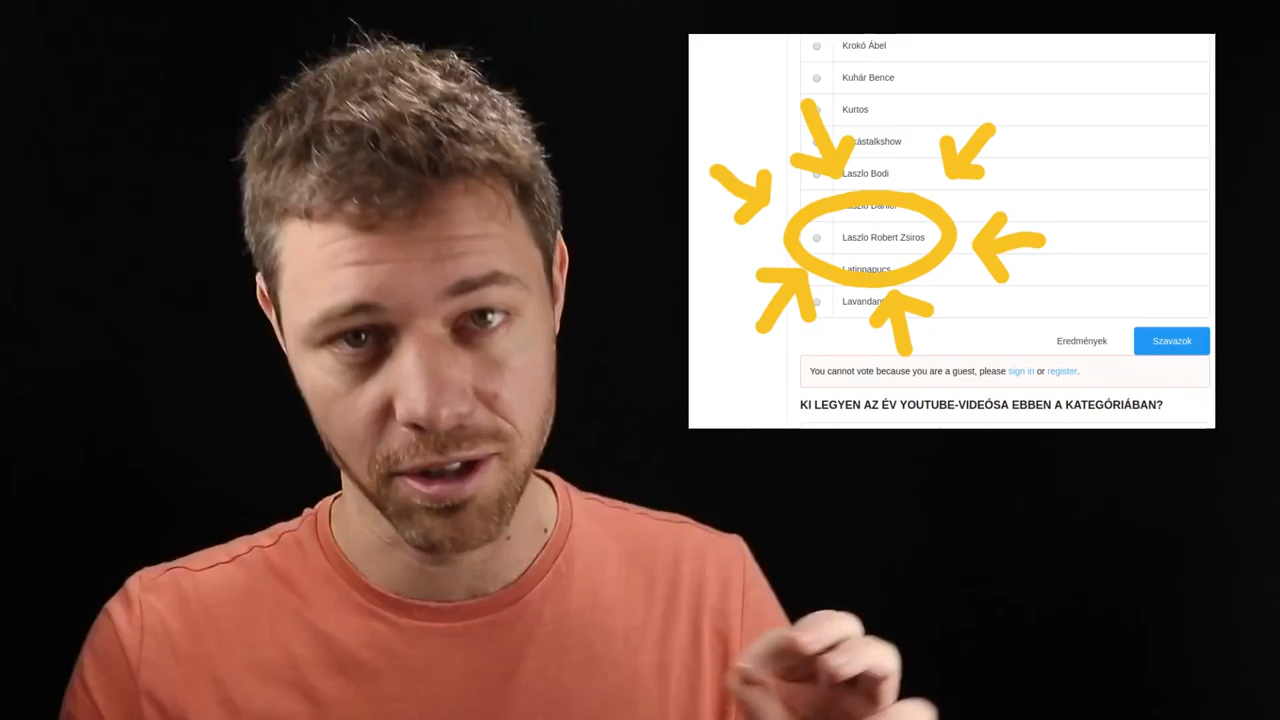 Krokó Ábel
Kuhár Bence
Kurtos
Laszlo Bodi
Laszlo Robert Zsiros
Latinpapucs
Eredmények
Szavazok
You cannot vote because you are a guest, please sign in or register.
KI LEGYEN AZ ÉV YOUTUBE-VIDEÓSA EBBEN A KATEGÓRIÁBAN?